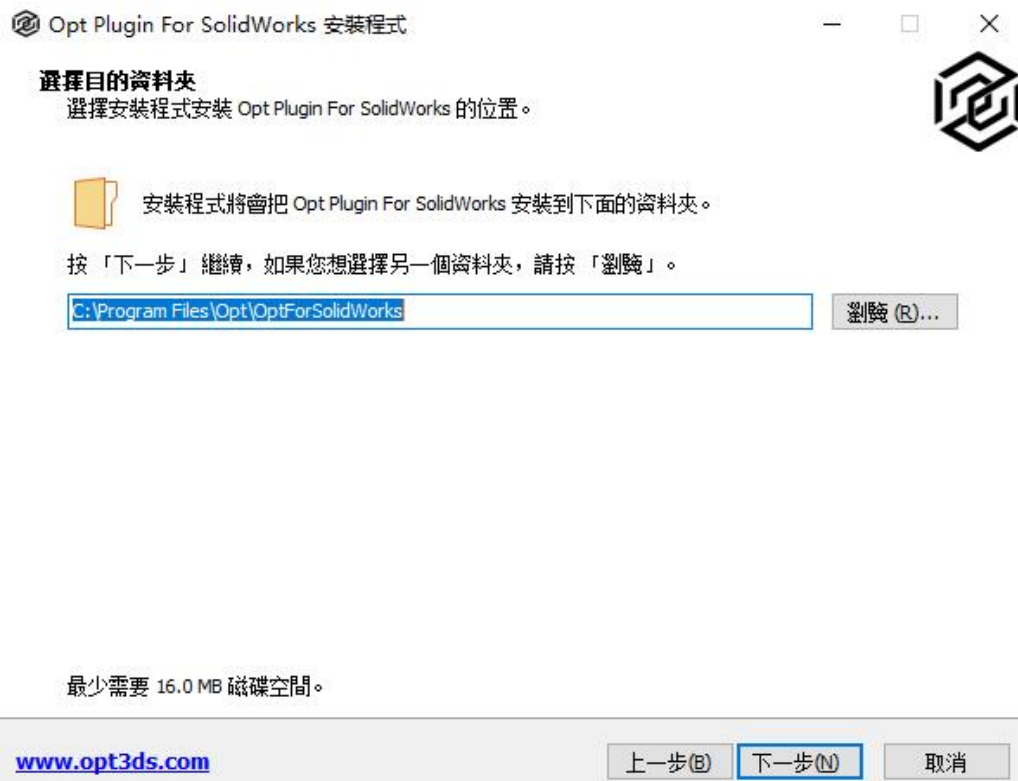 Opt Plugin For SolidWorks 安裝程式
選擇目的資料夾
選擇安裝程式安裝 Opt Plugin For SolidWorks 的位置。
安裝程式將會把 Opt Plugin For SolidWorks 安裝到下面的資料夾。
按 「下一步」 繼續，如果您想選擇另一個資料夾，請按 「瀏覽」。
C:\Program Files\Opt\OptForSolidWorks
瀏覽 (R)...
最少需要 16.0 MB 磁碟空間。
www.opt3ds.com
上一步(B) 下一步(N) 取消